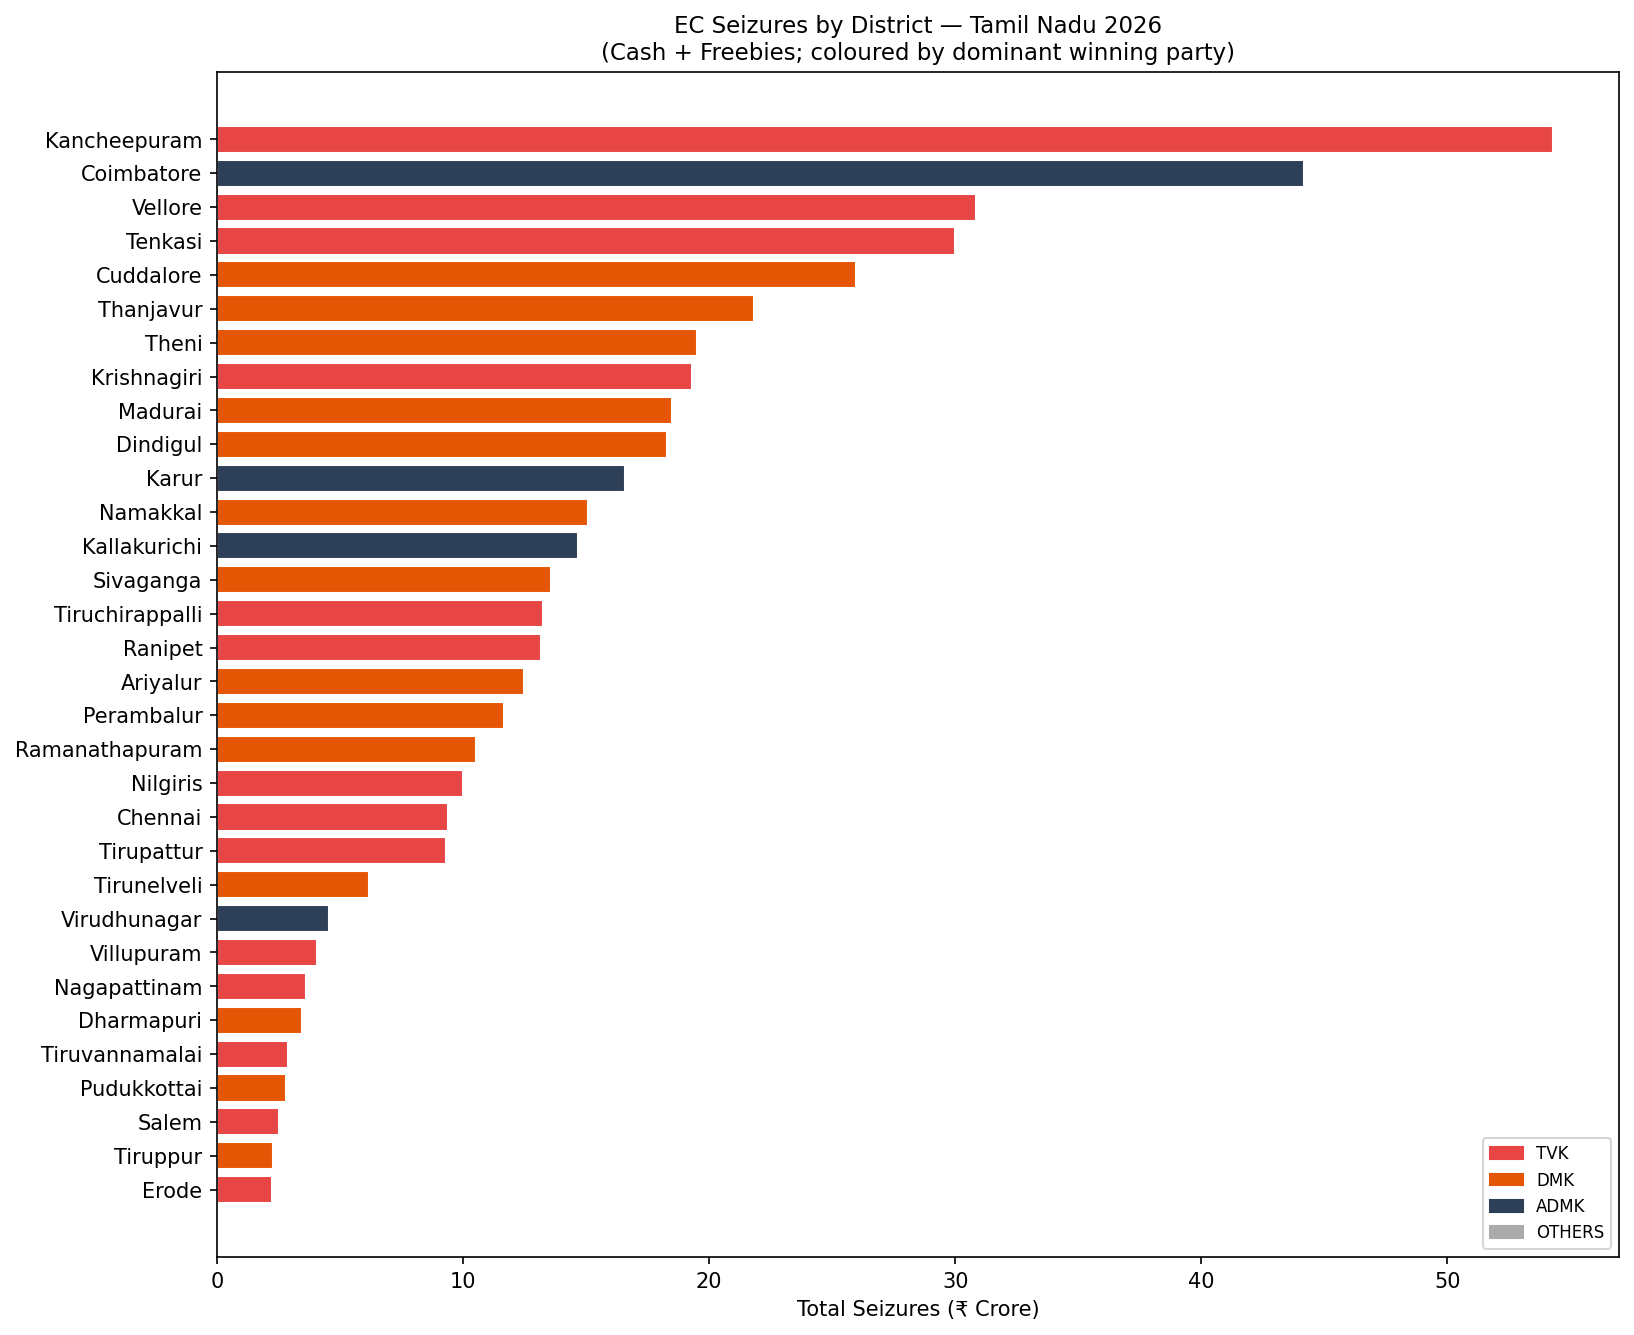 EC Seizures by District — Tamil Nadu 2026
(Cash + Freebies; coloured by dominant winning party)
Kancheepuram
Coimbatore
Vellore
Tenkasi
Cuddalore
Thanjavur
Theni
Krishnagiri
Madurai
Dindigul
Karur
Namakkal
Kallakurichi
Sivaganga
Tiruchirappalli
Ranipet
Ariyalur
Perambalur
Ramanathapuram
Nilgiris
Chennai
Tirupattur
Tirunelveli
Virudhunagar
Villupuram
Nagapattinam
Dharmapuri
Tiruvannamalai
Pudukkottai
Salem
Tiruppur
Erode
TVK
DMK
ADMK
OTHERS
0 10 20 30 40 50
Total Seizures (₹ Crore)